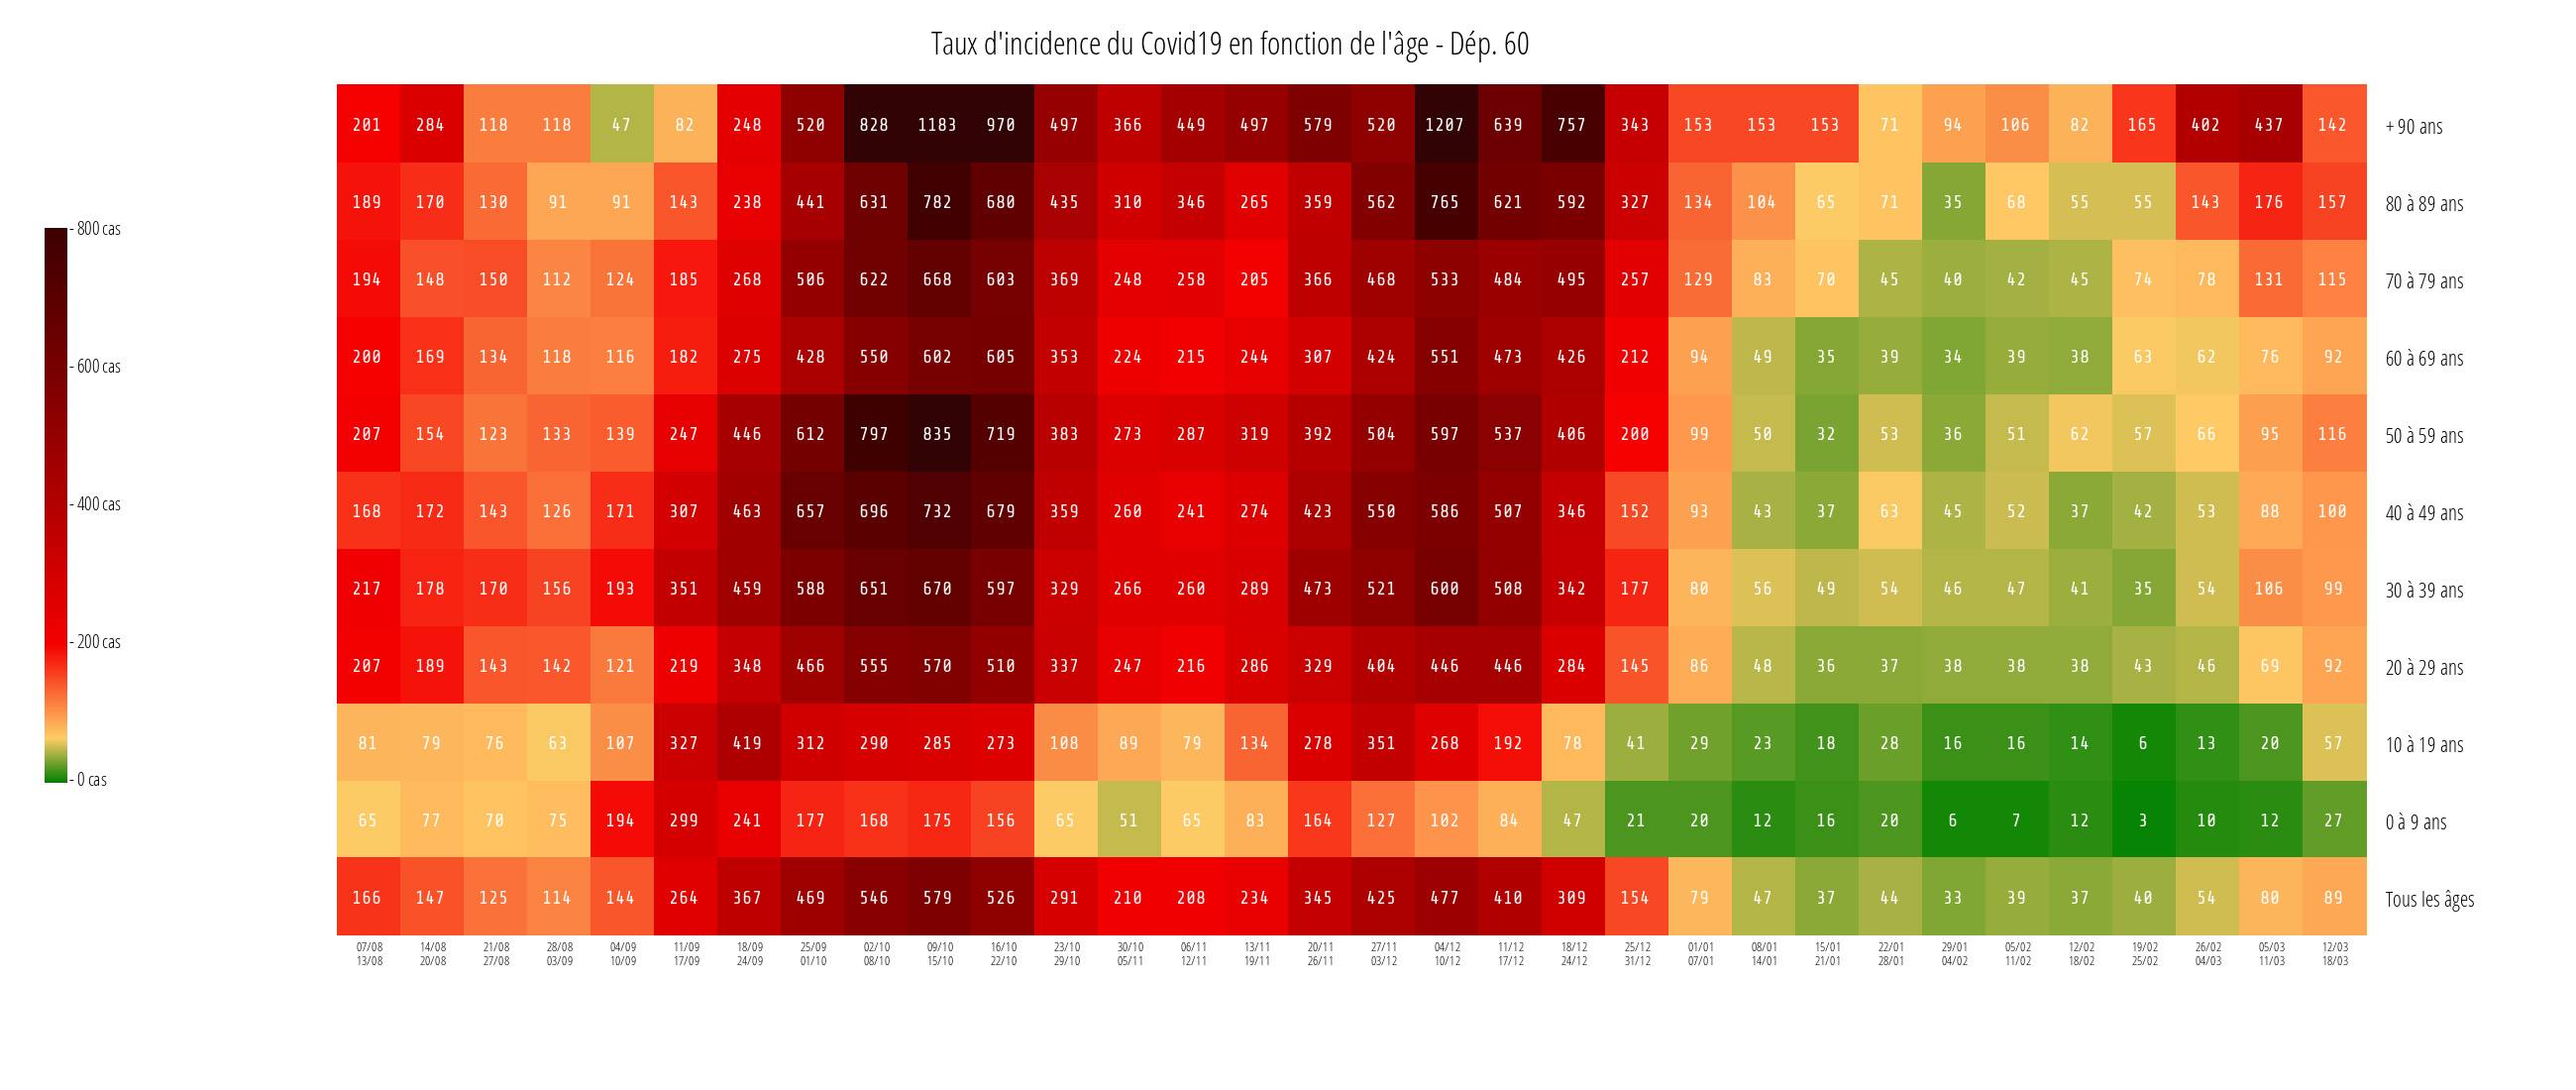 Taux d'incidence du Covid19 en fonction de l'âge - Dép. 60
201 284 118 118 47 82 248 520 828 1183 970 497 366 449 497 579 520 1207 639 757 343 153 153 153 71 94 106 82 165 402 437 142 + 90 ans
189 170 130 91 91 143 238 441 631 782 680 435 310 346 265 359 562 765 621 592 327 134 104 65 71 35 68 55 55 143 176 157 80 à 89 ans
194 148 150 112 124 185 268 506 622 668 603 369 248 258 205 366 468 533 484 495 257 129 83 70 45 40 42 45 74 78 131 115 70 à 79 ans
200 169 134 118 116 182 275 428 550 602 605 353 224 215 244 307 424 551 473 426 212 94 49 35 39 34 39 38 63 62 76 92 60 à 69 ans
207 154 123 133 139 247 446 612 797 835 719 383 273 287 319 392 504 597 537 406 200 99 50 32 53 36 51 62 57 66 95 116 50 à 59 ans
168 172 143 126 171 307 463 657 696 732 679 359 260 241 274 423 550 586 507 346 152 93 43 37 63 45 52 37 42 53 88 100 40 à 49 ans
217 178 170 156 193 351 459 588 651 670 597 329 266 260 289 473 521 600 508 342 177 80 56 49 54 46 47 41 35 54 106 99 30 à 39 ans
207 189 143 142 121 219 348 466 555 570 510 337 247 216 286 329 404 446 446 284 145 86 48 36 37 38 38 38 43 46 69 92 20 à 29 ans
81 79 76 63 107 327 419 312 290 285 273 108 89 79 134 278 351 268 192 78 41 29 23 18 28 16 16 14 6 13 20 57 10 à 19 ans
65 77 70 75 194 299 241 177 168 175 156 65 51 65 83 164 127 102 84 47 21 20 12 16 20 6 7 12 3 10 12 27 0 à 9 ans
166 147 125 114 144 264 367 469 546 579 526 291 210 208 234 345 425 477 410 309 154 79 47 37 44 33 39 37 40 54 80 89 Tous les âges
07/08 14/08 21/08 28/08 04/09 11/09 18/09 25/09 02/10 09/10 16/10 23/10 30/10 06/11 13/11 20/11 27/11 04/12 11/12 18/12 25/12 01/01 08/01 15/01 22/01 29/01 05/02 12/02 19/02 26/02 05/03 12/03
13/08 20/08 27/08 03/09 10/09 17/09 24/09 01/10 08/10 15/10 22/10 29/10 05/11 12/11 19/11 26/11 03/12 10/12 17/12 24/12 31/12 07/01 14/01 21/01 28/01 04/02 11/02 18/02 25/02 04/03 11/03 18/03
- 800 cas
- 600 cas
- 400 cas
- 200 cas
- 0 cas